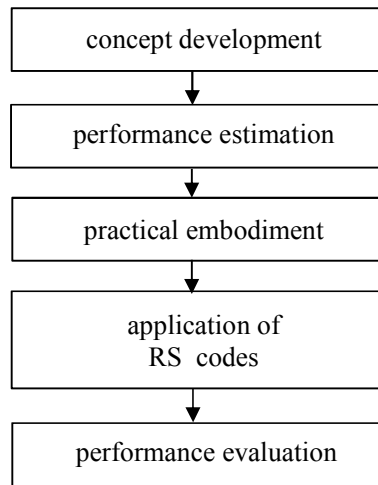 concept development
performance estimation
practical embodiment
application of
RS codes
performance evaluation